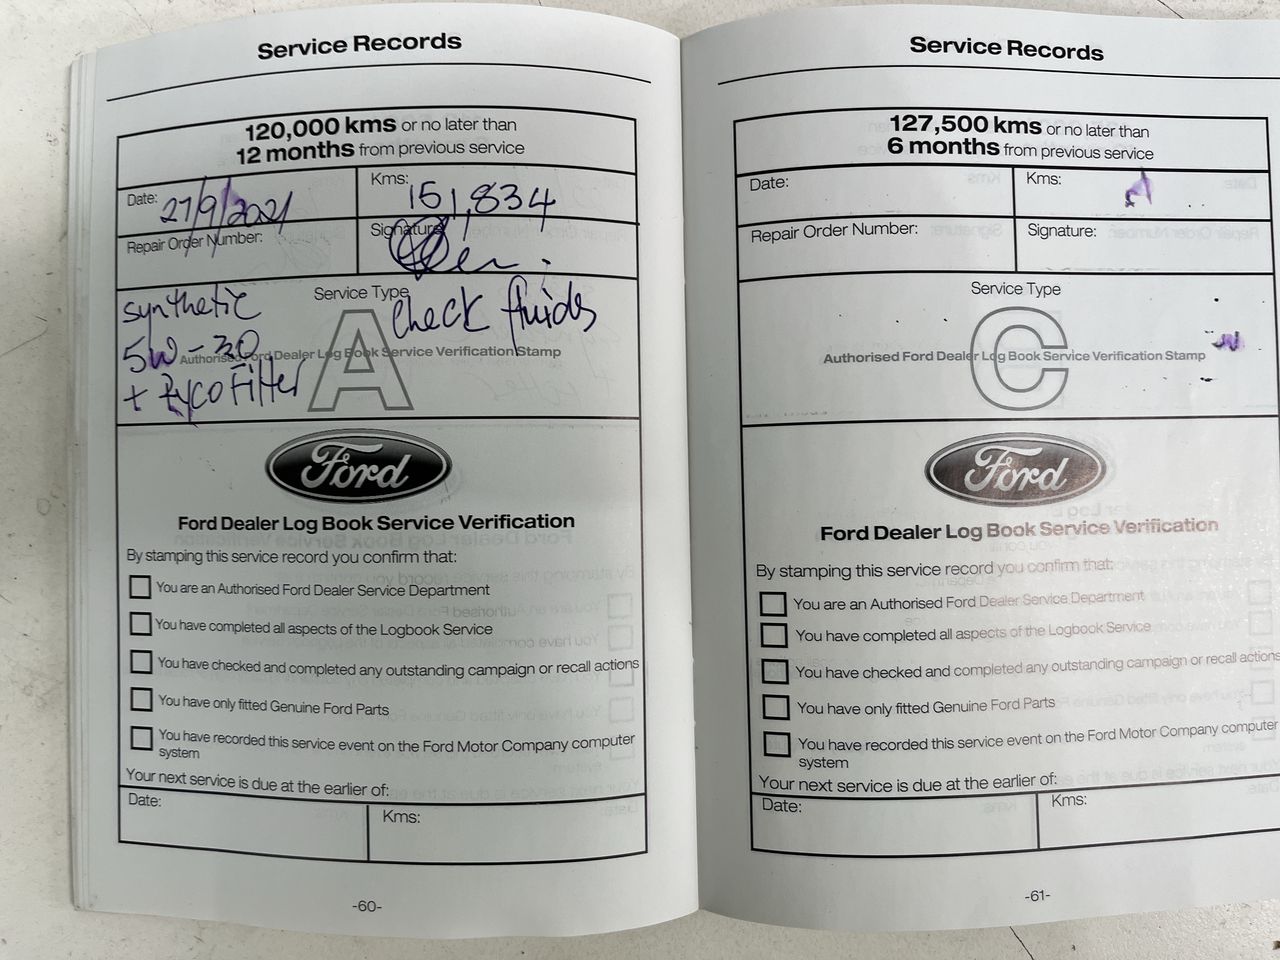 Service Records
120,000 kms or no later than
12 months from previous service
Date: 27/9/2021
Kms: 151,834
Repair Order Number:
Signature:
Service Type
synthetic
check fluids
5W-30
Authorised Ford Dealer Log Book Service Verification Stamp
A
+ Ryco Filter
Ford
Ford Dealer Log Book Service Verification
By stamping this service record you confirm that:
You are an Authorised Ford Dealer Service Department
You have completed all aspects of the Logbook Service
You have checked and completed any outstanding campaign or recall actions
You have only fitted Genuine Ford Parts
You have recorded this service event on the Ford Motor Company computer
system
Your next service is due at the earlier of:
Date:
Kms:
-60-
Service Records
127,500 kms or no later than
6 months from previous service
Date:
Kms:
Repair Order Number:
Signature:
Service Type
Authorised Ford Dealer Log Book Service Verification Stamp
C
Ford
Ford Dealer Log Book Service Verification
By stamping this service record you confirm that:
You are an Authorised Ford Dealer Service Department
You have completed all aspects of the Logbook Service
You have checked and completed any outstanding campaign or recall actions
You have only fitted Genuine Ford Parts
You have recorded this service event on the Ford Motor Company computer
system
Your next service is due at the earlier of:
Date:
Kms:
-61-